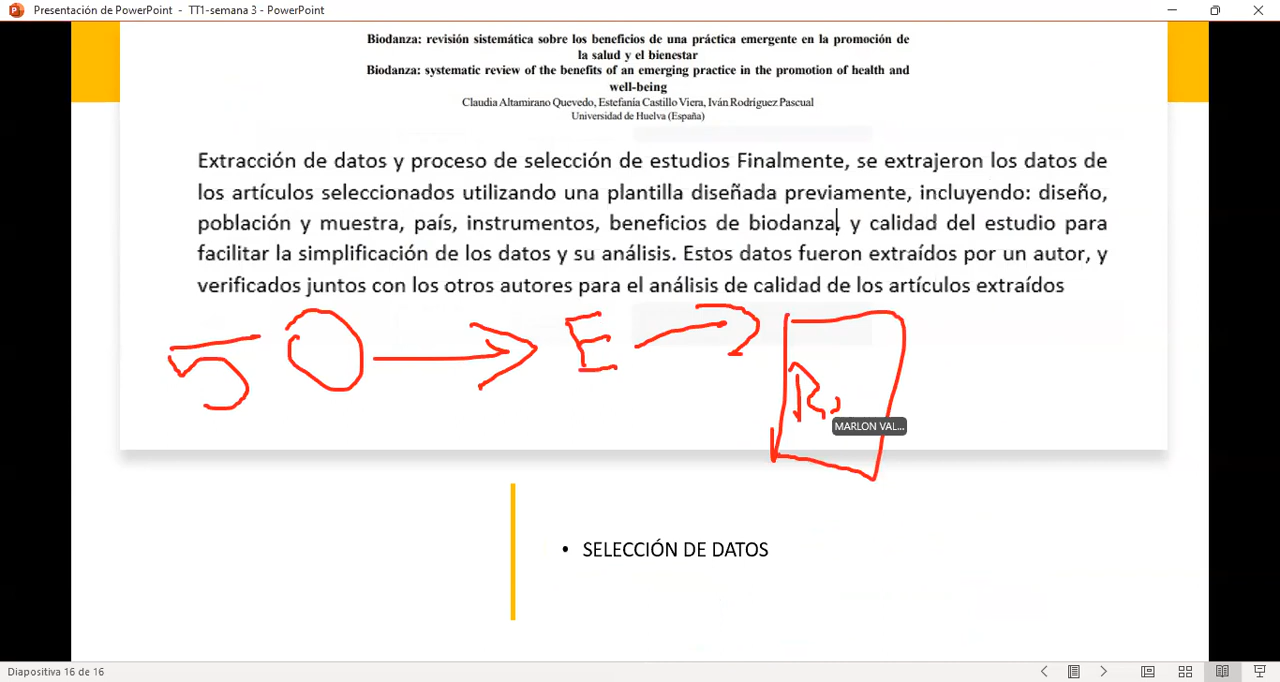 Presentación de PowerPoint - TT1-semana 3 - PowerPoint
Biodanza: revisión sistemática sobre los beneficios de una práctica emergente en la promoción de
la salud y el bienestar
Biodanza: systematic review of the benefits of an emerging practice in the promotion of health and
well-being
Claudia Altamirano Quevedo, Estefanía Castillo Viera, Iván Rodríguez Pascual
Universidad de Huelva (España)
Extracción de datos y proceso de selección de estudios Finalmente, se extrajeron los datos de
los artículos seleccionados utilizando una plantilla diseñada previamente, incluyendo: diseño,
población y muestra, país, instrumentos, beneficios de biodanza, y calidad del estudio para
facilitar la simplificación de los datos y su análisis. Estos datos fueron extraídos por un autor, y
verificados juntos con los otros autores para el análisis de calidad de los artículos extraídos
50 → E → R
MARLON VAL...
• SELECCIÓN DE DATOS
Diapositiva 16 de 16